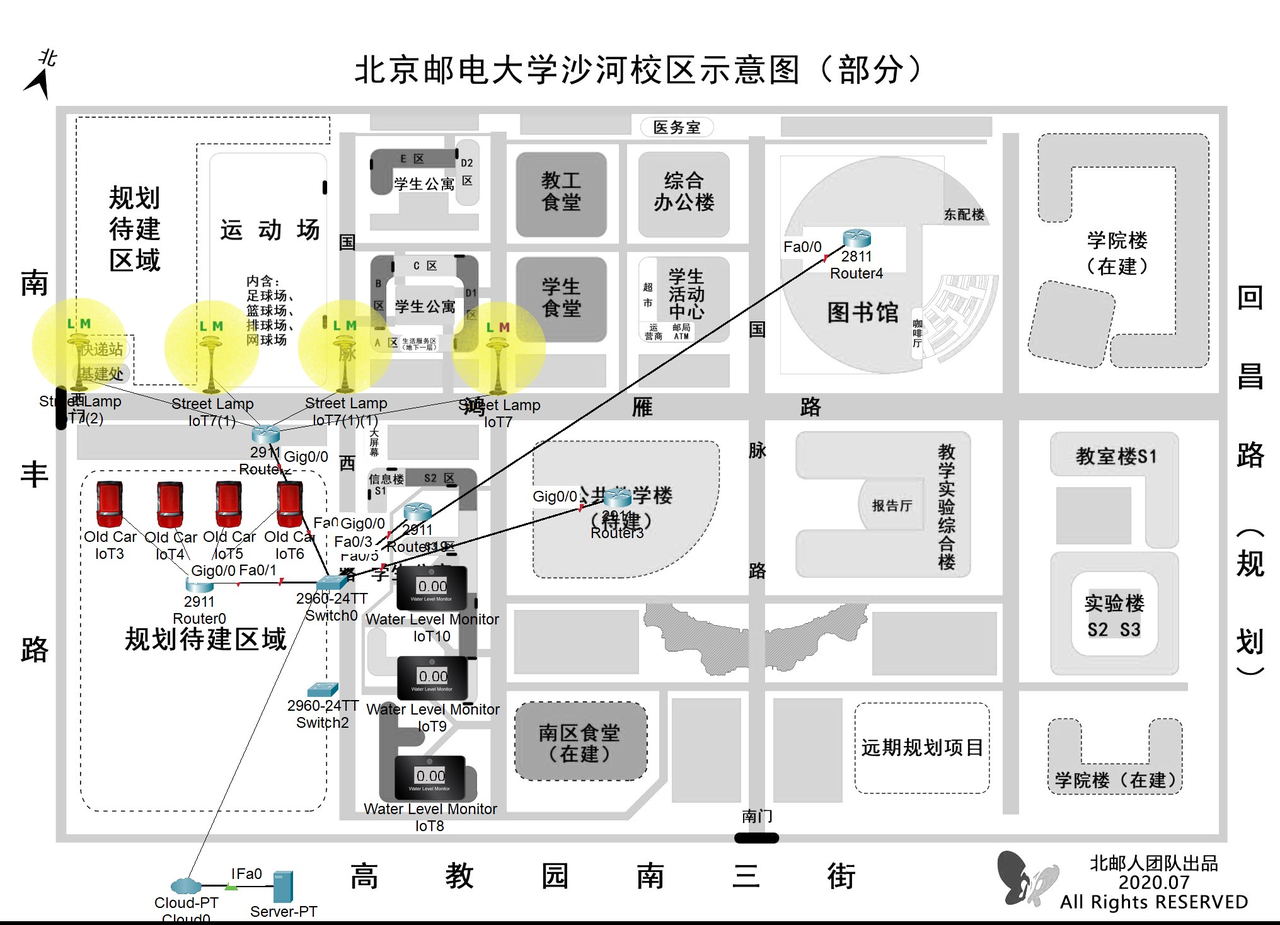 北京邮电大学沙河校区示意图（部分）
北
医务室
规划
待建
区域
运 动 场
内含：
足球场、
篮球场、
排球场、
网球场
E 区
D2
区
学生公寓
国
C 区
B
区
D1
区
学生公寓
A 区
生活服务区
（地下一层）
脉
教工
食堂
综合
办公楼
学生
食堂
超市
学生
活动
中心
运营商
邮局
ATM
国
东配楼
Fa0/0
2811
Router4
图书馆
咖啡厅
学院楼
（在建）
南
丰
路
回
昌
路
（规
划）
L M
L M
L M
L M
快递站
基建处
西
Street Lamp
IoT7(2)
Street Lamp
IoT7(1)
Street Lamp
IoT7(1)(1)
Street Lamp
IoT7
鸿
雁
路
2911
Router2
Gig0/0
大屏幕
西
信息楼
S1
S2 区
脉
路
Old Car
IoT3
Old Car
IoT4
Old Car
IoT5
Old Car
IoT6
Gig0/0
Fa0/3
Fa0/5
2911
Gig0/0
公共教学楼
（待建）
2911
Router3
报告厅
教学实验综合楼
教室楼S1
Gig0/0
Fa0/1
2911
Router0
2960-24TT
Switch0
路
规划待建区域
0.00
Water Level Monitor
Water Level Monitor
IoT10
实验楼
S2 S3
0.00
Water Level Monitor
Water Level Monitor
IoT9
2960-24TT
Switch2
0.00
Water Level Monitor
Water Level Monitor
IoT8
南区食堂
（在建）
远期规划项目
学院楼（在建）
南门
高 教 园 南 三 街
IFa0
Cloud-PT
Cloud0
Server-PT
北邮人团队出品
2020.07
All Rights RESERVED